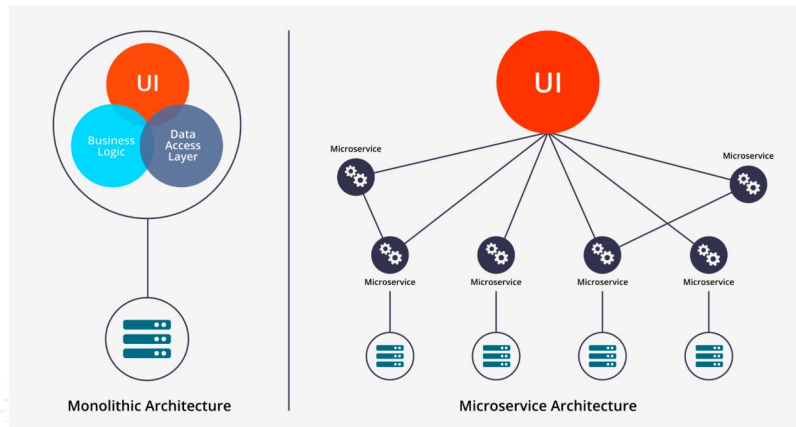 UI
Business
Logic
Data
Access
Layer
Monolithic Architecture
UI
Microservice
Microservice
Microservice
Microservice
Microservice
Microservice
Microservice Architecture